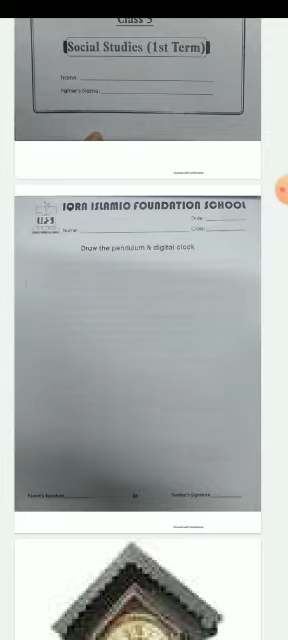 Class 3
Social Studies (1st Term)
Name:
Father's Name:
IQRA ISLAMIC FOUNDATION SCHOOL
Date:
Name:
Class:
Draw the pendulum & digital clock
Parent's Signature
Teacher's Signature